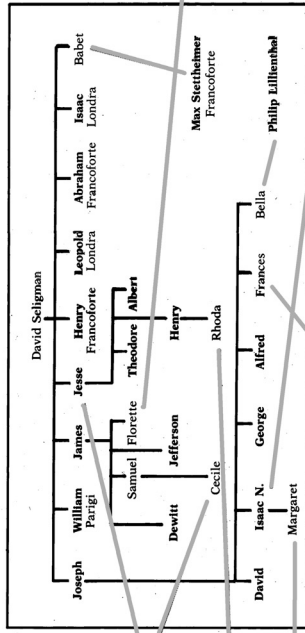 David Seligman
Joseph
William
Parigi
James
Jesse
Henry
Francoforte
Leopold
Londra
Abraham
Francoforte
Isaac
Londra
Babet
Samuel
Florette
Theodore
Albert
Max Stettheimer
Francoforte
Dewitt
Jefferson
Henry
Cecile
Rhoda
David
Isaac N.
George
Alfred
Frances
Bella
Philip Lillienthal
Margaret